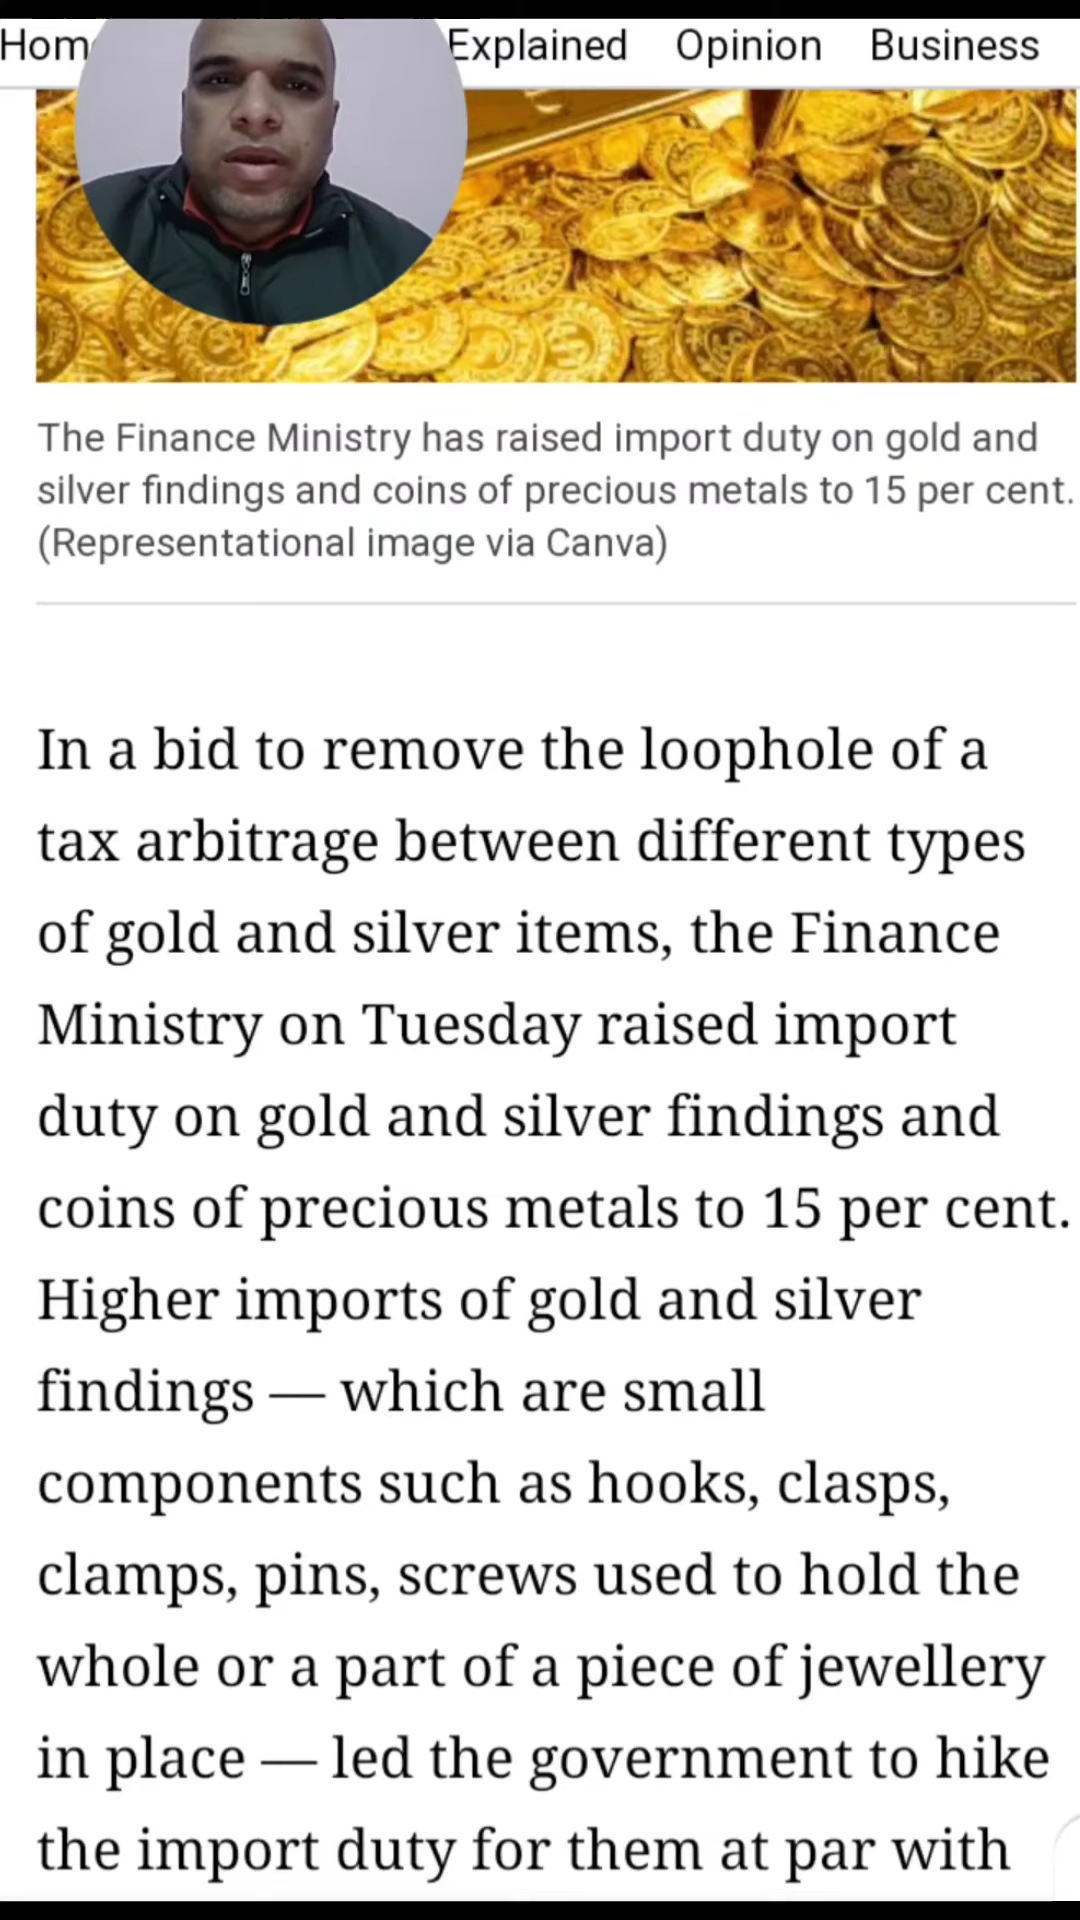 Home Explained Opinion Business
The Finance Ministry has raised import duty on gold and
silver findings and coins of precious metals to 15 per cent.
(Representational image via Canva)
In a bid to remove the loophole of a
tax arbitrage between different types
of gold and silver items, the Finance
Ministry on Tuesday raised import
duty on gold and silver findings and
coins of precious metals to 15 per cent.
Higher imports of gold and silver
findings — which are small
components such as hooks, clasps,
clamps, pins, screws used to hold the
whole or a part of a piece of jewellery
in place — led the government to hike
the import duty for them at par with